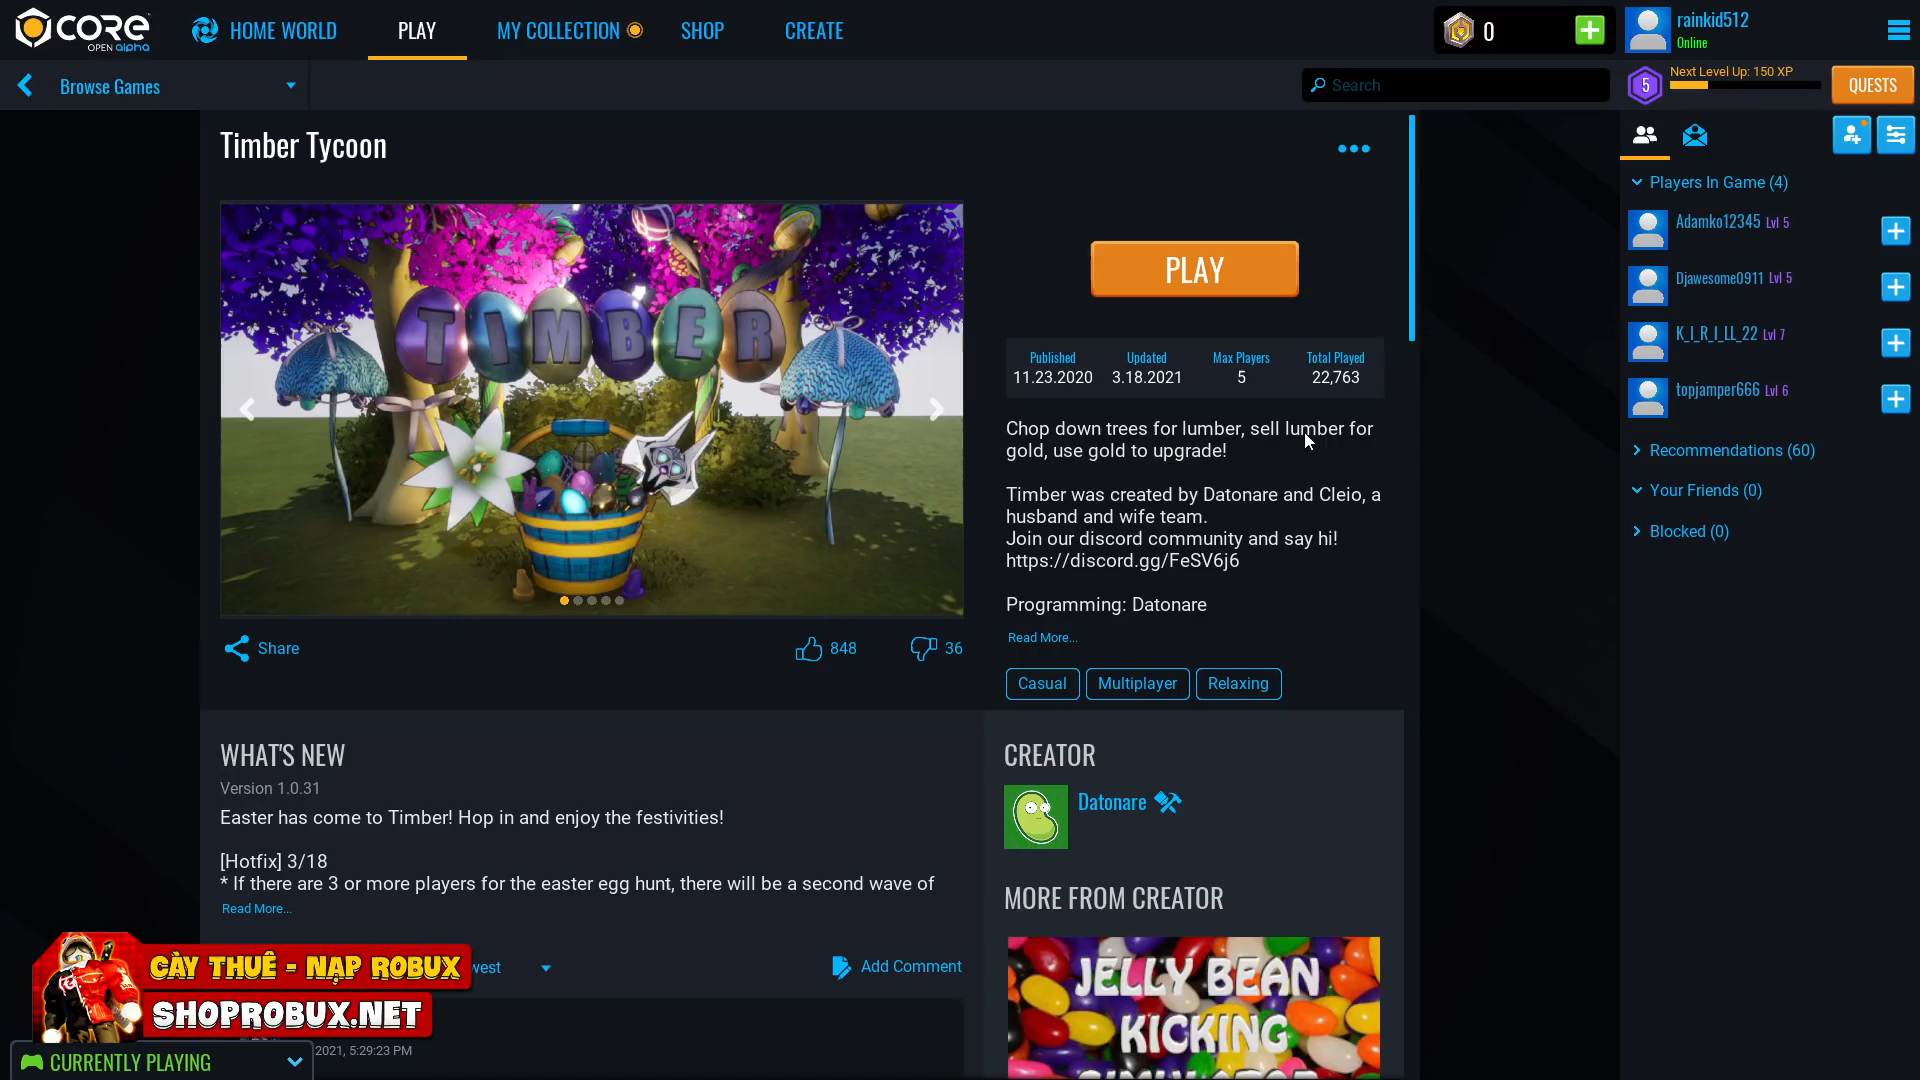 CORE
OPEN alpha
HOME WORLD
PLAY
MY COLLECTION
SHOP
CREATE
0
rainkid512
Online
Browse Games
Search
5
Next Level Up: 150 XP
QUESTS
Timber Tycoon
TIMBER
PLAY
Published
11.23.2020
Updated
3.18.2021
Max Players
5
Total Played
22,763
Chop down trees for lumber, sell lumber for
gold, use gold to upgrade!
Timber was created by Datonare and Cleio, a
husband and wife team.
Join our discord community and say hi!
https://discord.gg/FeSV6j6
Programming: Datonare
Read More...
Casual
Multiplayer
Relaxing
Share
848
36
Players In Game (4)
Adamko12345 Lvl 5
Djawesome0911 Lvl 5
K_I_R_I_LL_22 Lvl 7
topjamper666 Lvl 6
Recommendations (60)
Your Friends (0)
Blocked (0)
WHAT'S NEW
Version 1.0.31
Easter has come to Timber! Hop in and enjoy the festivities!
[Hotfix] 3/18
* If there are 3 or more players for the easter egg hunt, there will be a second wave of
Read More...
Add Comment
2021, 5:29:23 PM
CREATOR
Datonare
MORE FROM CREATOR
JELLY BEAN
KICKING
CÀY THUÊ - NẠP ROBUX
SHOPROBUX.NET
CURRENTLY PLAYING